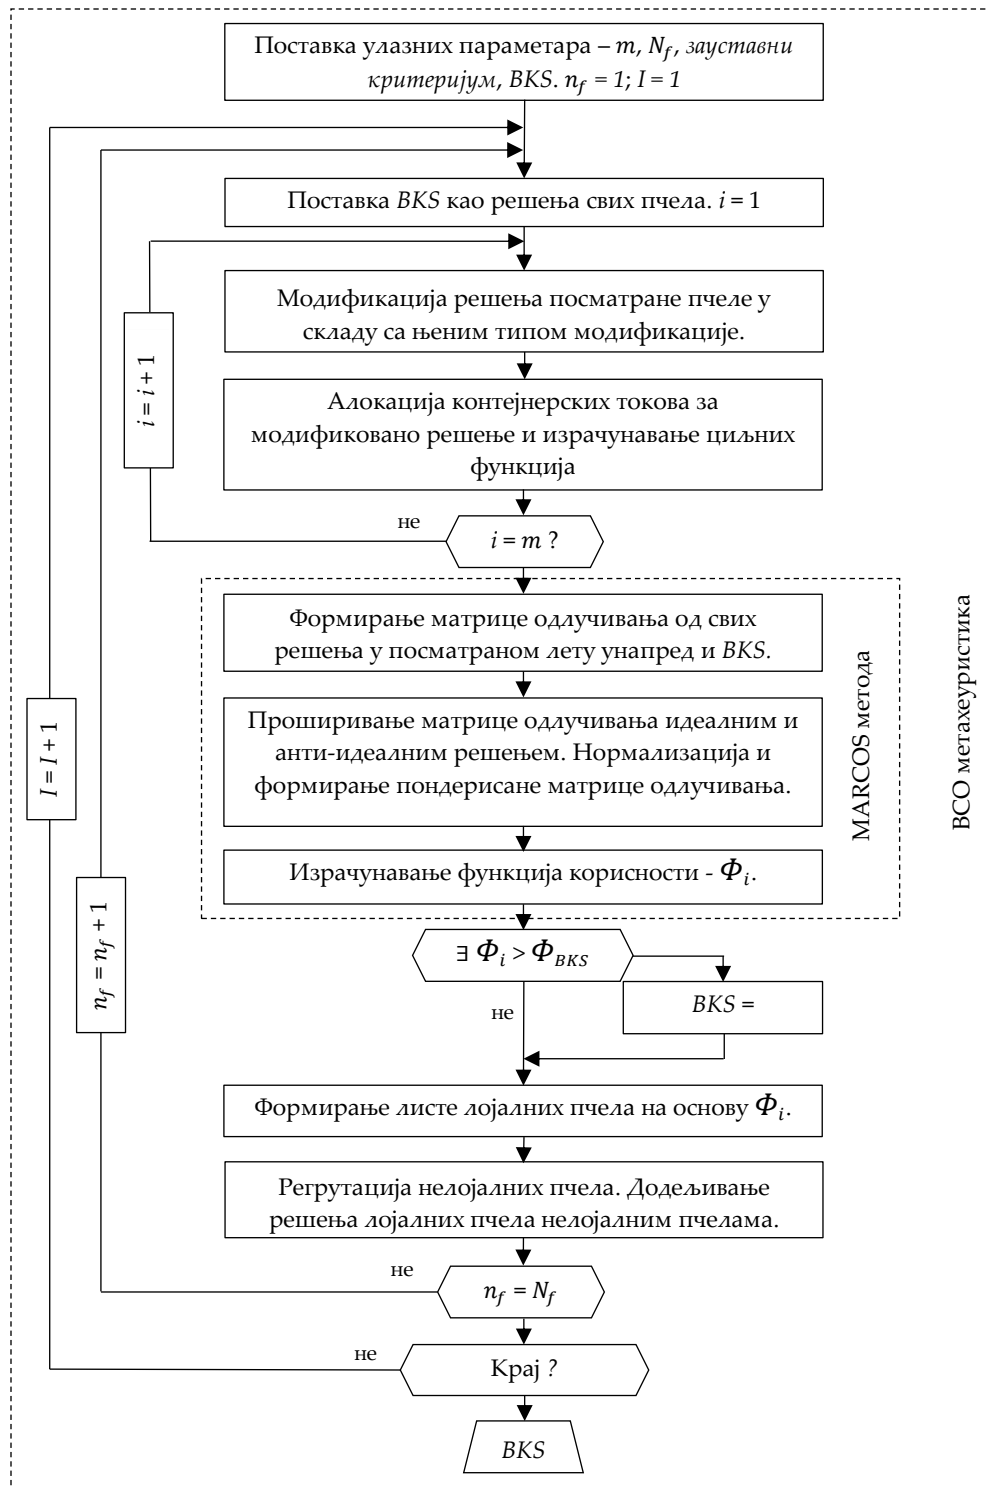 Поставка улазних параметара – m, N_f, зауставни
критеријум, BKS. n_f = 1; I = 1
Поставка BKS као решења свих пчела. i = 1
Модификација решења посматране пчеле у
складу са њеним типом модификације.
i = i + 1
Алокација контејнерских токова за
модификовано решење и израчунавање циљних
функција
не
i = m ?
Формирање матрице одлучивања од свих
решења у посматраном лету унапред и BKS.
Проширивање матрице одлучивања идеалним и
анти-идеалним решењем. Нормализација и
формирање пондерисане матрице одлучивања.
Израчунавање функција корисности - Φ_i.
MARCOS метода
BCO метахеуристика
I = I + 1
n_f = n_f + 1
∃ Φ_i > Φ_BKS
не
BKS =
Формирање листе лојалних пчела на основу Φ_i.
Регрутација нелојалних пчела. Додељивање
решења лојалних пчела нелојалним пчелама.
не
n_f = N_f
не
Крај ?
BKS